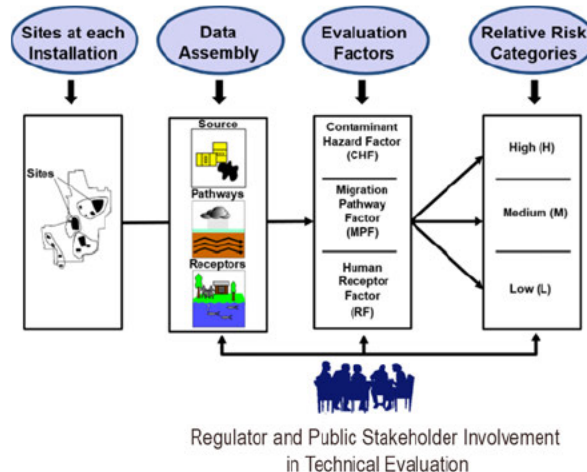 Sites at each
Installation
Data
Assembly
Evaluation
Factors
Relative Risk
Categories
Sites
Source
Pathways
Receptors
Contaminant
Hazard Factor
(CHF)
Migration
Pathway
Factor
(MPF)
Human
Receptor
Factor
(RF)
High (H)
Medium (M)
Low (L)
Regulator and Public Stakeholder Involvement
in Technical Evaluation